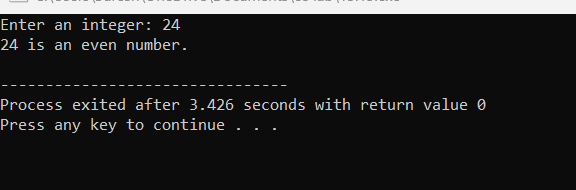 Enter an integer: 24
24 is an even number.
--------------------------------
Process exited after 3.426 seconds with return value 0
Press any key to continue . . .